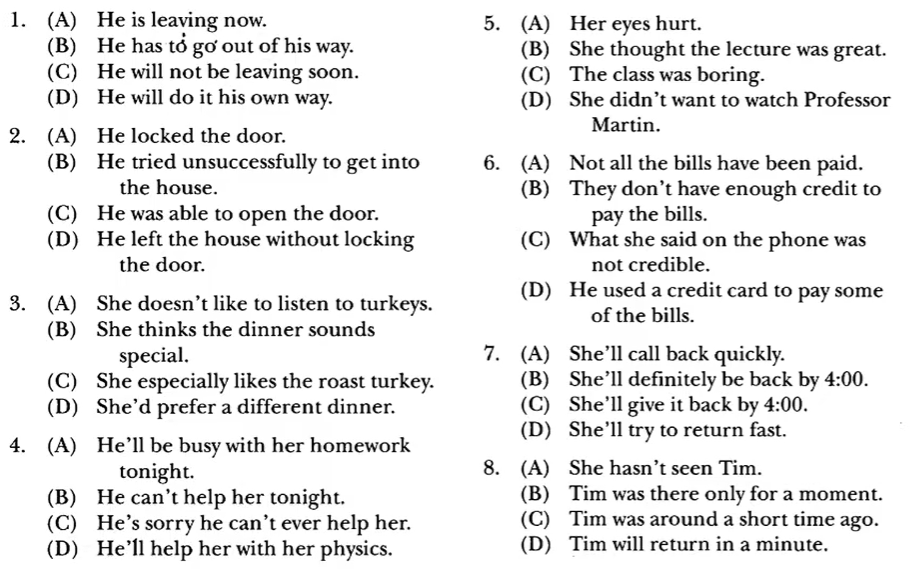 1. (A) He is leaving now.
(B) He has to go out of his way.
(C) He will not be leaving soon.
(D) He will do it his own way.
2. (A) He locked the door.
(B) He tried unsuccessfully to get into
the house.
(C) He was able to open the door.
(D) He left the house without locking
the door.
3. (A) She doesn't like to listen to turkeys.
(B) She thinks the dinner sounds
special.
(C) She especially likes the roast turkey.
(D) She'd prefer a different dinner.
4. (A) He'll be busy with her homework
tonight.
(B) He can't help her tonight.
(C) He's sorry he can't ever help her.
(D) He'll help her with her physics.
5. (A) Her eyes hurt.
(B) She thought the lecture was great.
(C) The class was boring.
(D) She didn't want to watch Professor
Martin.
6. (A) Not all the bills have been paid.
(B) They don't have enough credit to
pay the bills.
(C) What she said on the phone was
not credible.
(D) He used a credit card to pay some
of the bills.
7. (A) She'll call back quickly.
(B) She'll definitely be back by 4:00.
(C) She'll give it back by 4:00.
(D) She'll try to return fast.
8. (A) She hasn't seen Tim.
(B) Tim was there only for a moment.
(C) Tim was around a short time ago.
(D) Tim will return in a minute.